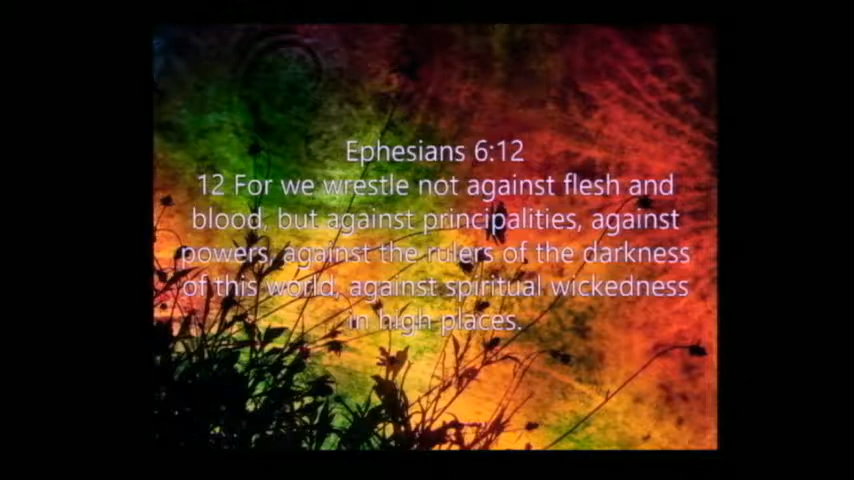 Ephesians 6:12
12 For we wrestle not against flesh and
blood, but against principalities, against
powers, against the rulers of the darkness
of this world, against spiritual wickedness
in high places.